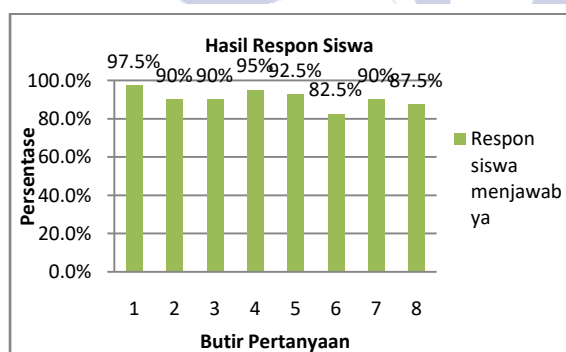 Hasil Respon Siswa
97.5%
90%
90%
95%
92.5%
82.5%
90%
87.5%
100.0%
80.0%
60.0%
40.0%
20.0%
0.0%
Persentase
1 2 3 4 5 6 7 8
Butir Pertanyaan
Respon
siswa
menjawab
ya